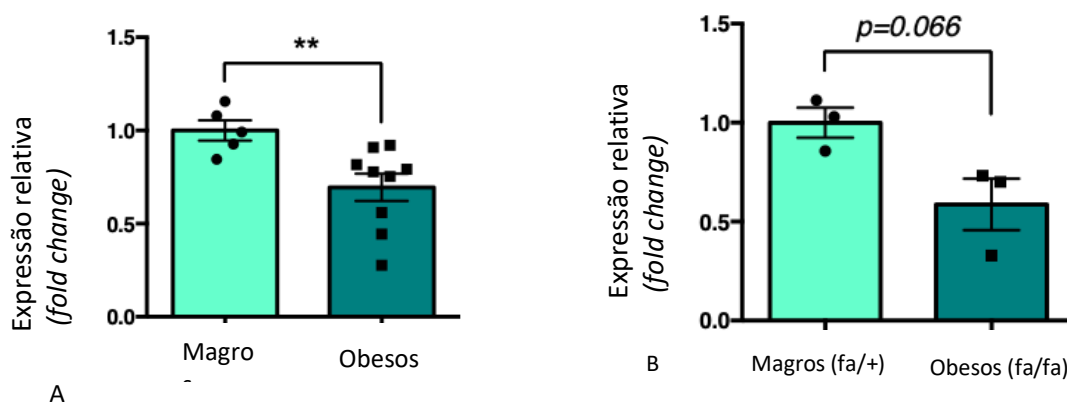 1.5
**
Expressão relativa
(fold change)
1.0
0.5
0.0
Magro
Obesos
A
1.5
p=0.066
Expressão relativa
(fold change)
1.0
0.5
0.0
B
Magros (fa/+)
Obesos (fa/fa)